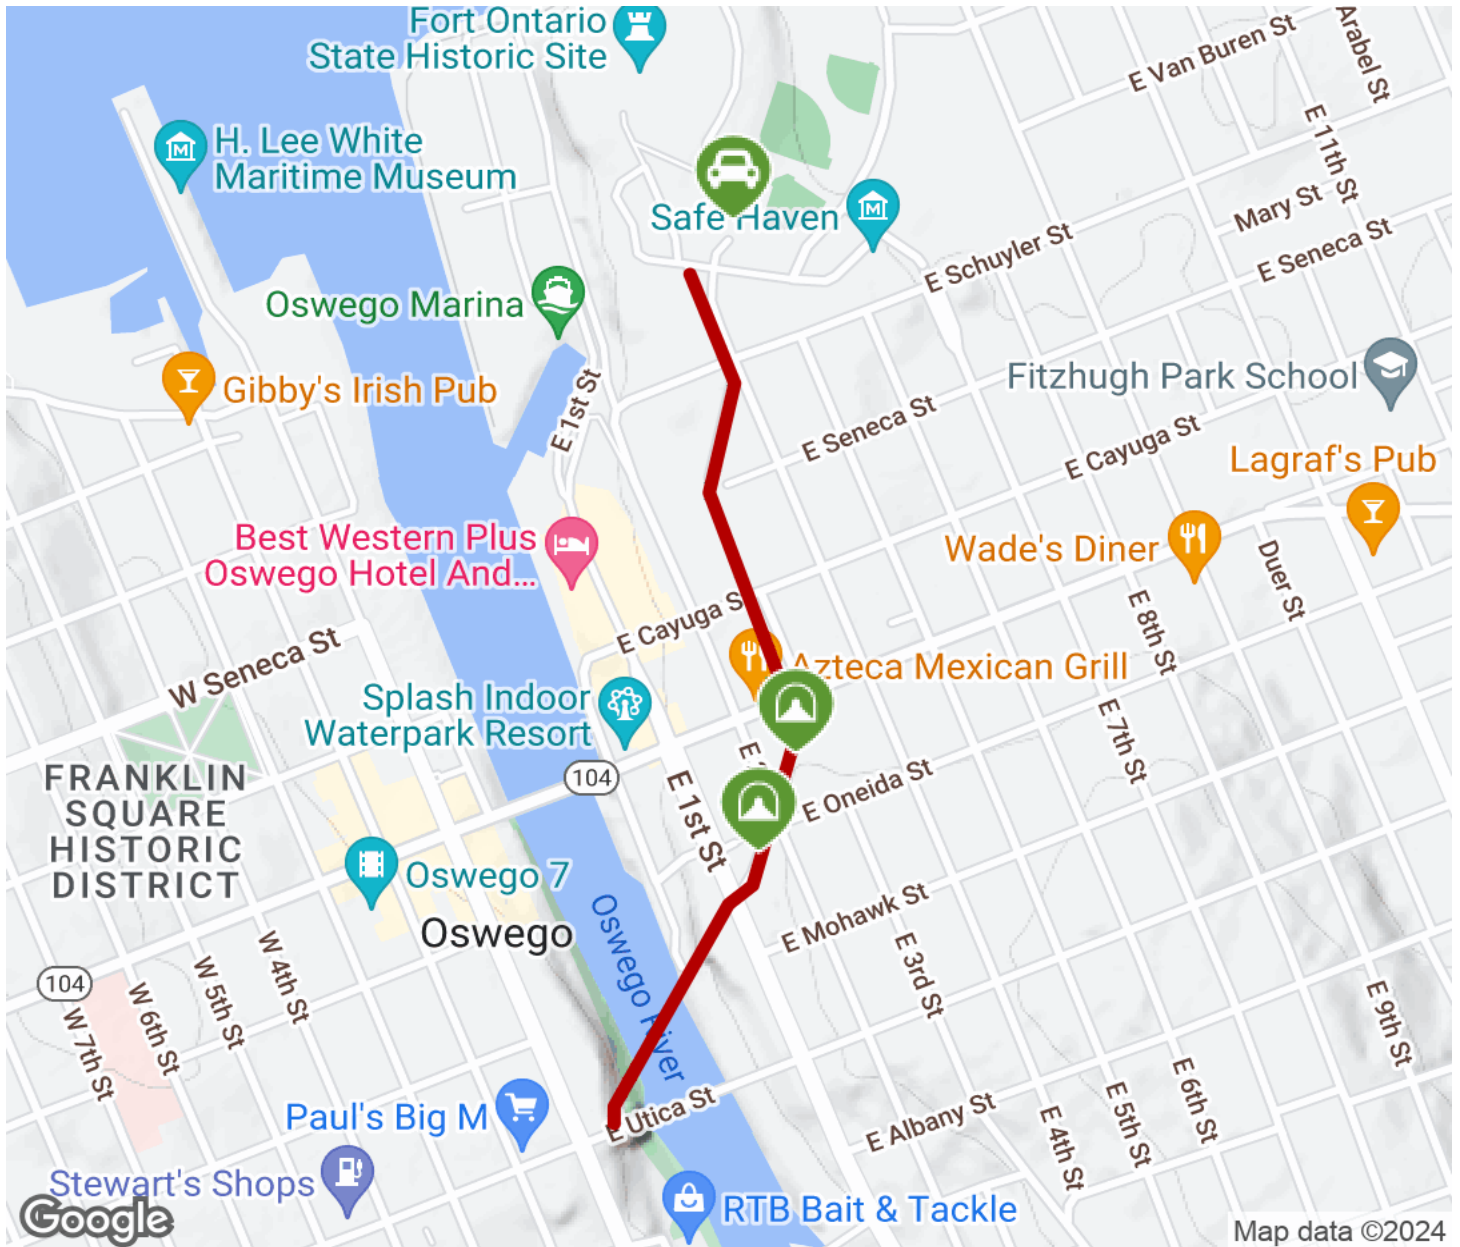 Fort Ontario
State Historic Site
E Van Buren St
Arabel St
H. Lee White
Maritime Museum
E 11th St
Safe Haven
Mary St
E Schuyler St
E Seneca St
Oswego Marina
Gibby's Irish Pub
E 1st St
Fitzhugh Park School
E Seneca St
E Cayuga St
Lagraf's Pub
Best Western Plus
Oswego Hotel And...
Wade's Diner
Duer St
E Cayuga S
E 8th St
W Seneca St
Azteca Mexican Grill
Splash Indoor
Waterpark Resort
E 7th St
E 2
104
E 1st St
E Oneida St
FRANKLIN
SQUARE
HISTORIC
DISTRICT
Oswego 7
Oswego
Oswego River
E Mohawk St
E 3rd St
W 4th St
W 5th St
104
W 6th St
W 7th St
E 9th St
Paul's Big M
E Utica St
E Albany St
E 4th St
E 5th St
E 6th St
Stewart's Shops
RTB Bait & Tackle
Google
Map data ©2024